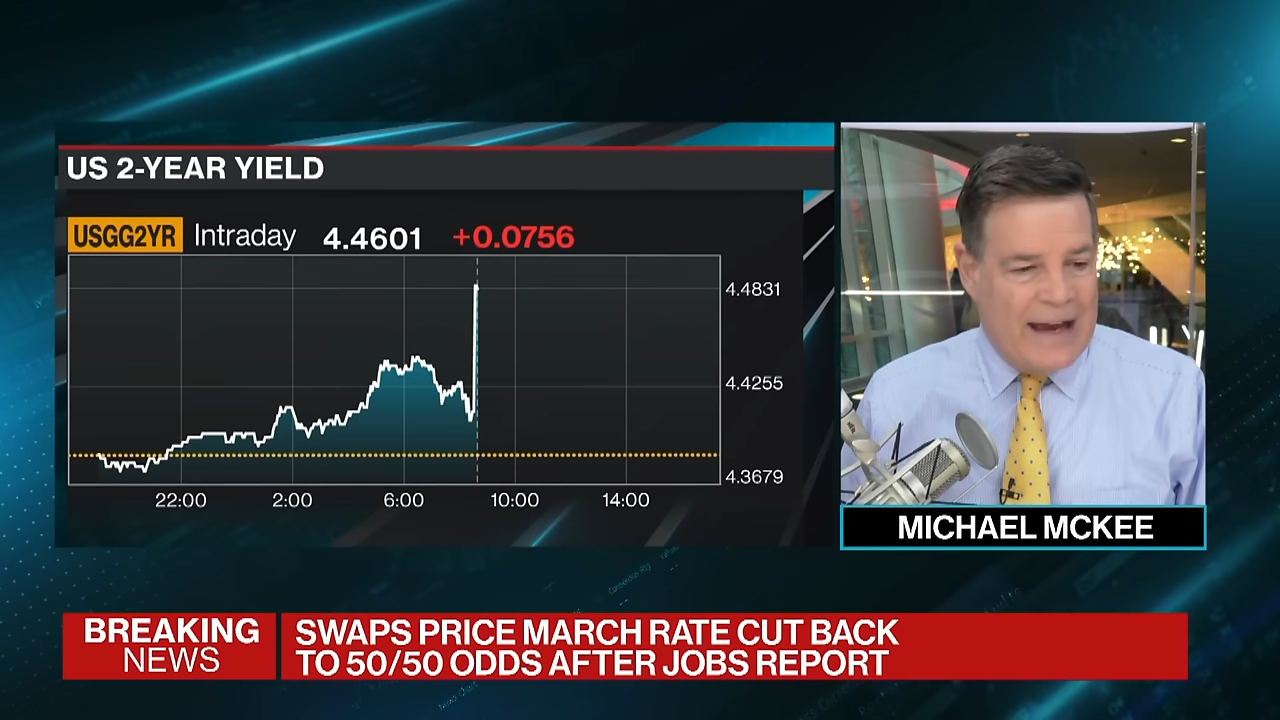 US 2-YEAR YIELD
USGG2YR Intraday 4.4601 +0.0756
4.4831
4.4255
4.3679
22:00 2:00 6:00 10:00 14:00
MICHAEL MCKEE
BREAKING
NEWS
SWAPS PRICE MARCH RATE CUT BACK
TO 50/50 ODDS AFTER JOBS REPORT